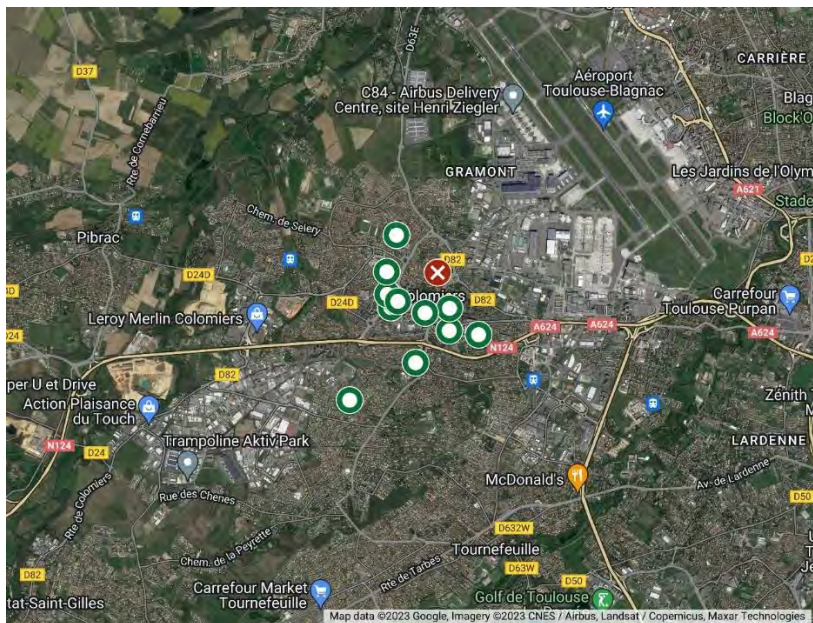 D63E
D37
CARRIÈRE
Aéroport
Toulouse-Blagnac
C84 - Airbus Delivery
Centre, site Henri Ziegler
Blag
Block'O
Rte de Cornebarrieu
GRAMONT
Les Jardins de l'Olym
A621
Stade
Chem. de Selery
Pibrac
D82
D24D
D24D
olomiers
D82
Carrefour
Toulouse Purpan
Leroy Merlin Colomiers
A624
A624
A624
D24
N124
D82
per U et Drive
Action Plaisance
du Touch
Zénith T
M
N124
D24
Trampoline Aktiv'Park
LARDENNE
McDonald's
Av. de Lardenne
Rue des Chenes
D50
Rte de Colomiers
D632W
Tournefeuille
Chem. de la Peyrette
Rte de Tarbes
D63W
D82
D50
Carrefour Market
Tournefeuille
Golf de Toulouse
tat-Saint-Gilles
Map data ©2023 Google, Imagery ©2023 CNES / Airbus, Landsat / Copernicus, Maxar Technologies